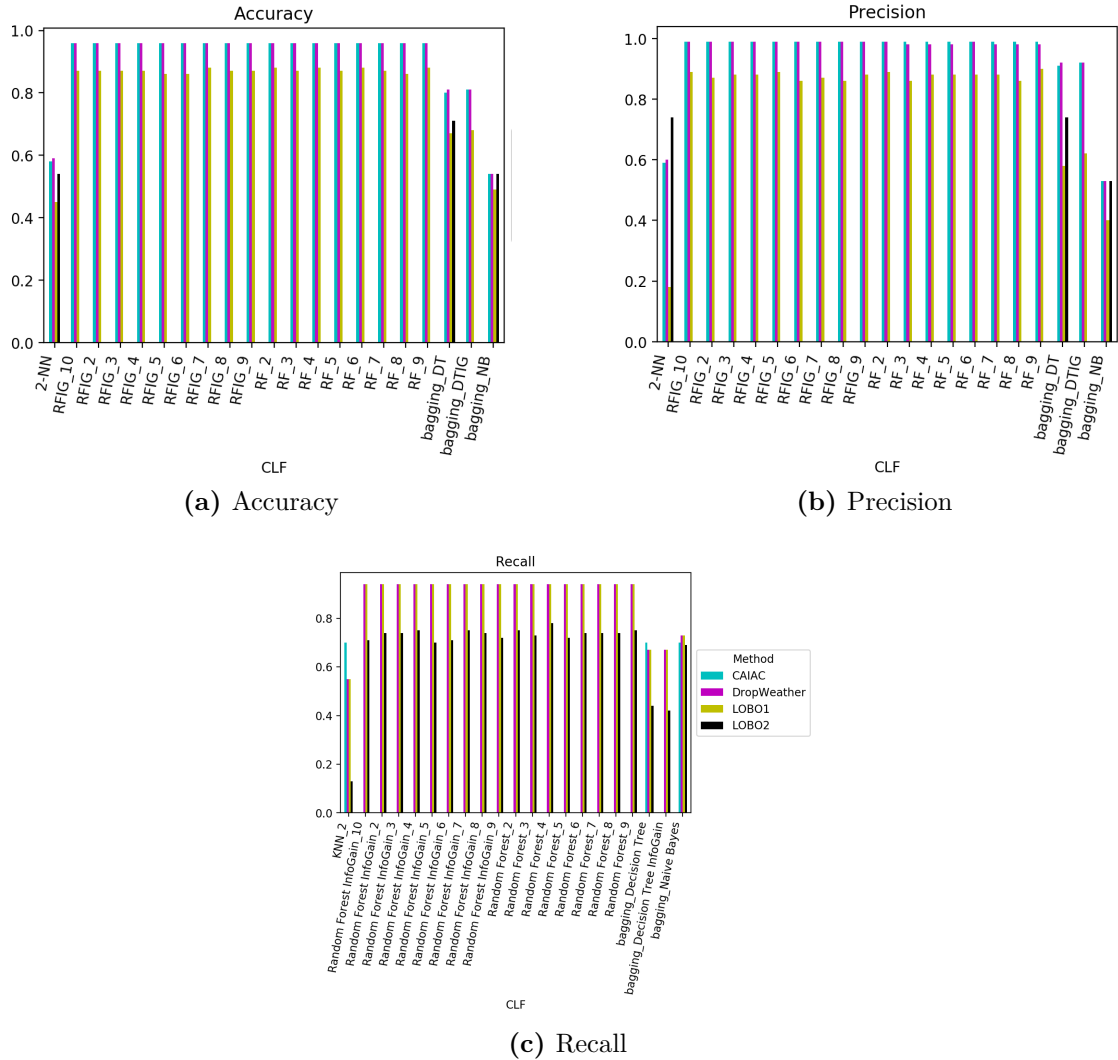 Accuracy
1.0
0.8
0.6
0.4
0.2
0.0
2-NN
RFIG_10
RFIG_2
RFIG_3
RFIG_4
RFIG_5
RFIG_6
RFIG_7
RFIG_8
RFIG_9
RF_2
RF_3
RF_4
RF_5
RF_6
RF_7
RF_8
RF_9
bagging_DT
bagging_DTIG
bagging_NB
CLF
(a) Accuracy
Precision
1.0
0.8
0.6
0.4
0.2
0.0
2-NN
RFIG_10
RFIG_2
RFIG_3
RFIG_4
RFIG_5
RFIG_6
RFIG_7
RFIG_8
RFIG_9
RF_2
RF_3
RF_4
RF_5
RF_6
RF_7
RF_8
RF_9
bagging_DT
bagging_DTIG
bagging_NB
CLF
(b) Precision
Recall
0.8
0.6
0.4
0.2
0.0
KNN_2
Random Forest InfoGain_10
Random Forest InfoGain_2
Random Forest InfoGain_3
Random Forest InfoGain_4
Random Forest InfoGain_5
Random Forest InfoGain_6
Random Forest InfoGain_7
Random Forest InfoGain_8
Random Forest InfoGain_9
Random Forest_2
Random Forest_3
Random Forest_4
Random Forest_5
Random Forest_6
Random Forest_7
Random Forest_8
Random Forest_9
bagging_Decision Tree
bagging_Decision Tree InfoGain
bagging_Naive Bayes
CLF
Method
CAIAC
DropWeather
LOBO1
LOBO2
(c) Recall